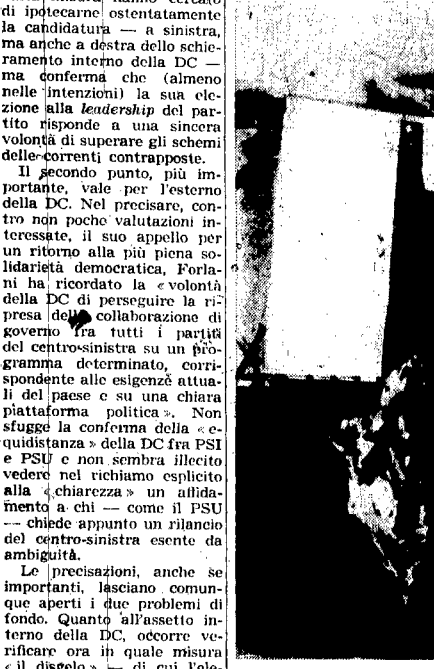 di ipotecarne ostentatamente
la candidatura — a sinistra,
ma anche a destra dello schie-
ramento interno della DC —
ma conferma che (almeno
nelle intenzioni) la sua ele-
zione alla leadership del par-
tito risponde a una sincera
volontà di superare gli schemi
delle correnti contrapposte.
Il secondo punto, più im-
portante, vale per l'esterno
della DC. Nel precisare, con-
tro non poche valutazioni in-
teressate, il suo appello per
un ritorno alla più piena so-
lidarietà democratica, Forla-
ni ha ricordato la « volontà
della DC di perseguire la ri-
presa della collaborazione di
governo fra tutti i partiti
del centro-sinistra su un pro-
gramma determinato, corri-
spondente alle esigenze attua-
li del paese e su una chiara
piattaforma politica ». Non
sfugge la conferma della « e-
quidistanza » della DC fra PSI
e PSU e non sembra illecito
vedere nel richiamo esplicito
alla « chiarezza » un affida-
mento a chi — come il PSU
— chiede appunto un rilancio
del centro-sinistra esente da
ambiguità.
Le precisazioni, anche se
importanti, lasciano comun-
que aperti i due problemi di
fondo. Quanto all'assetto in-
terno della DC, occorre ve-
rificare ora in quale misura
« il disgelo » — di cui l'ele-